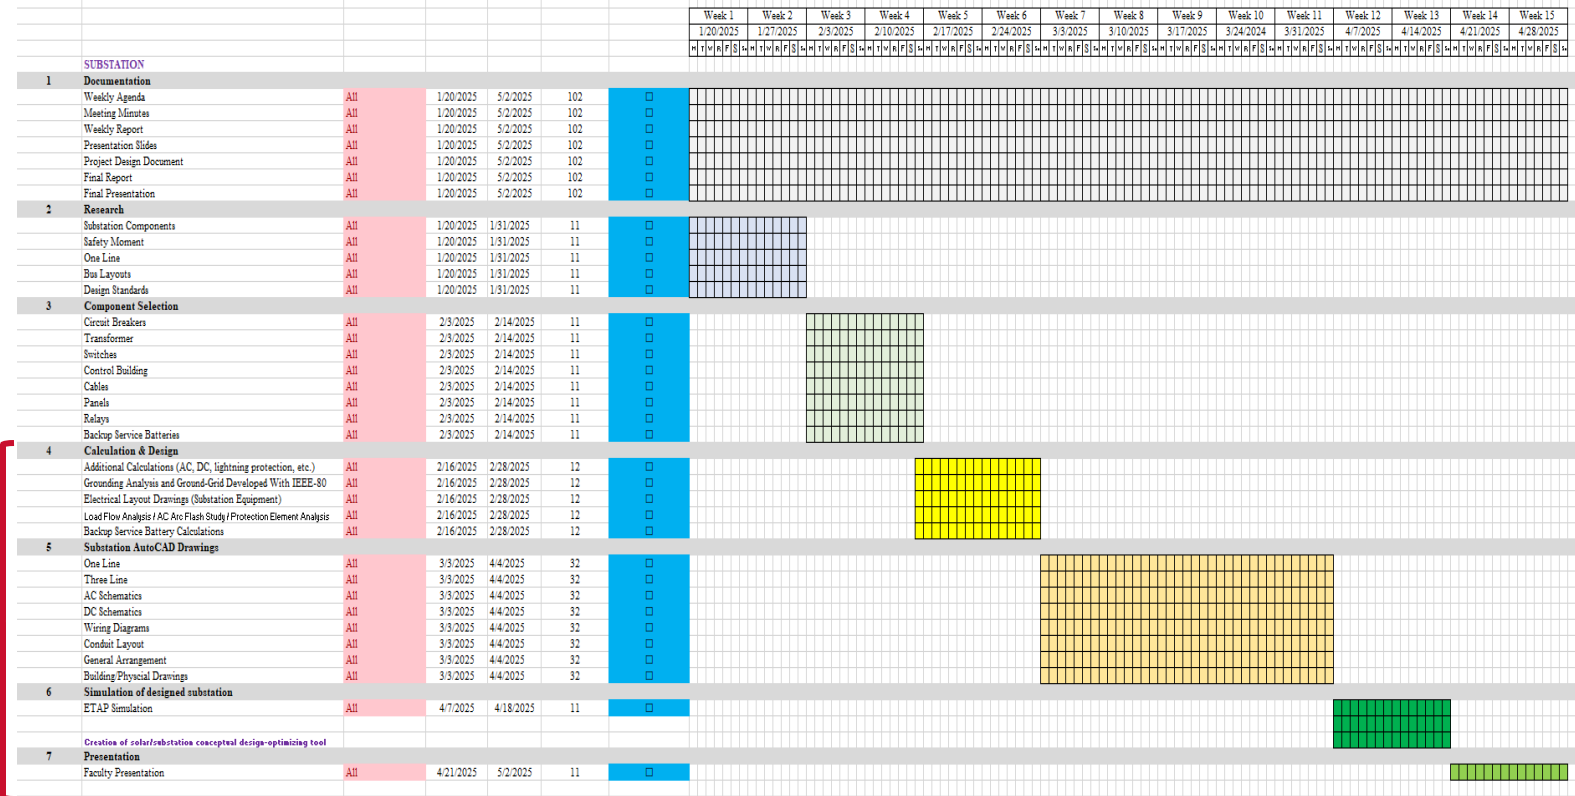 Week 1 Week 2 Week 3 Week 4 Week 5 Week 6 Week 7 Week 8 Week 9 Week 10 Week 11 Week 12 Week 13 Week 14 Week 15
1/20/2025 1/27/2025 2/3/2025 2/10/2025 2/17/2025 2/24/2025 3/3/2025 3/10/2025 3/17/2025 3/24/2024 3/31/2025 4/7/2025 4/14/2025 4/21/2025 4/28/2025
M T W R F S Su M T W R F S Su M T W R F S Su M T W R F S Su M T W R F S Su M T W R F S Su M T W R F S Su M T W R F S Su M T W R F S Su M T W R F S Su M T W R F S Su M T W R F S Su M T W R F S Su M T W R F S Su M T W R F S Su
SUBSTATION
1 Documentation
Weekly Agenda All 1/20/2025 5/2/2025 102 ☐
Meeting Minutes All 1/20/2025 5/2/2025 102 ☐
Weekly Report All 1/20/2025 5/2/2025 102 ☐
Presentation Slides All 1/20/2025 5/2/2025 102 ☐
Project Design Document All 1/20/2025 5/2/2025 102 ☐
Final Report All 1/20/2025 5/2/2025 102 ☐
Final Presentation All 1/20/2025 5/2/2025 102 ☐
2 Research
Substation Components All 1/20/2025 1/31/2025 11 ☐
Safety Moment All 1/20/2025 1/31/2025 11 ☐
One Line All 1/20/2025 1/31/2025 11 ☐
Bus Layouts All 1/20/2025 1/31/2025 11 ☐
Design Standards All 1/20/2025 1/31/2025 11 ☐
3 Component Selection
Circuit Breakers All 2/3/2025 2/14/2025 11 ☐
Transformer All 2/3/2025 2/14/2025 11 ☐
Switches All 2/3/2025 2/14/2025 11 ☐
Control Building All 2/3/2025 2/14/2025 11 ☐
Cables All 2/3/2025 2/14/2025 11 ☐
Panels All 2/3/2025 2/14/2025 11 ☐
Relays All 2/3/2025 2/14/2025 11 ☐
Backup Service Batteries All 2/3/2025 2/14/2025 11 ☐
4 Calculation & Design
Additional Calculations (AC, DC, lightning protection, etc.) All 2/16/2025 2/28/2025 12 ☐
Grounding Analysis and Ground-Grid Developed With IEEE-80 All 2/16/2025 2/28/2025 12 ☐
Electrical Layout Drawings (Substation Equipment) All 2/16/2025 2/28/2025 12 ☐
Load Flow Analysis / AC Arc Flash Study / Protection Element Analysis All 2/16/2025 2/28/2025 12 ☐
Backup Service Battery Calculations All 2/16/2025 2/28/2025 12 ☐
5 Substation AutoCAD Drawings
One Line All 3/3/2025 4/4/2025 32 ☐
Three Line All 3/3/2025 4/4/2025 32 ☐
AC Schematics All 3/3/2025 4/4/2025 32 ☐
DC Schematics All 3/3/2025 4/4/2025 32 ☐
Wiring Diagrams All 3/3/2025 4/4/2025 32 ☐
Conduit Layout All 3/3/2025 4/4/2025 32 ☐
General Arrangement All 3/3/2025 4/4/2025 32 ☐
Building/Physcial Drawings All 3/3/2025 4/4/2025 32 ☐
6 Simulation of designed substation
ETAP Simulation All 4/7/2025 4/18/2025 11 ☐
Creation of solar/substation conceptual design-optimizing tool
7 Presentation
Faculty Presentation All 4/21/2025 5/2/2025 11 ☐